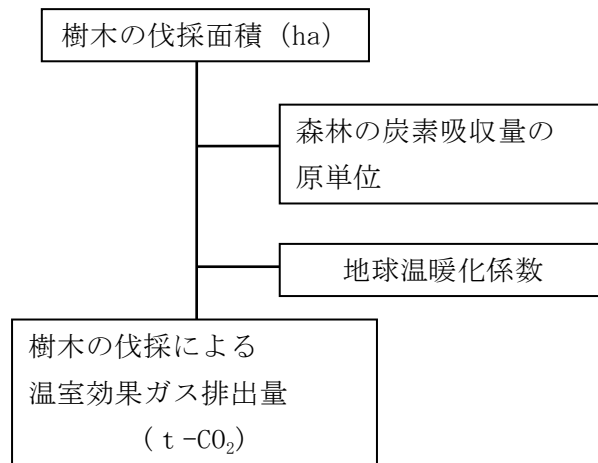 樹木の伐採面積（ha）
森林の炭素吸収量の
原単位
地球温暖化係数
樹木の伐採による
温室効果ガス排出量
（ｔ-CO₂）